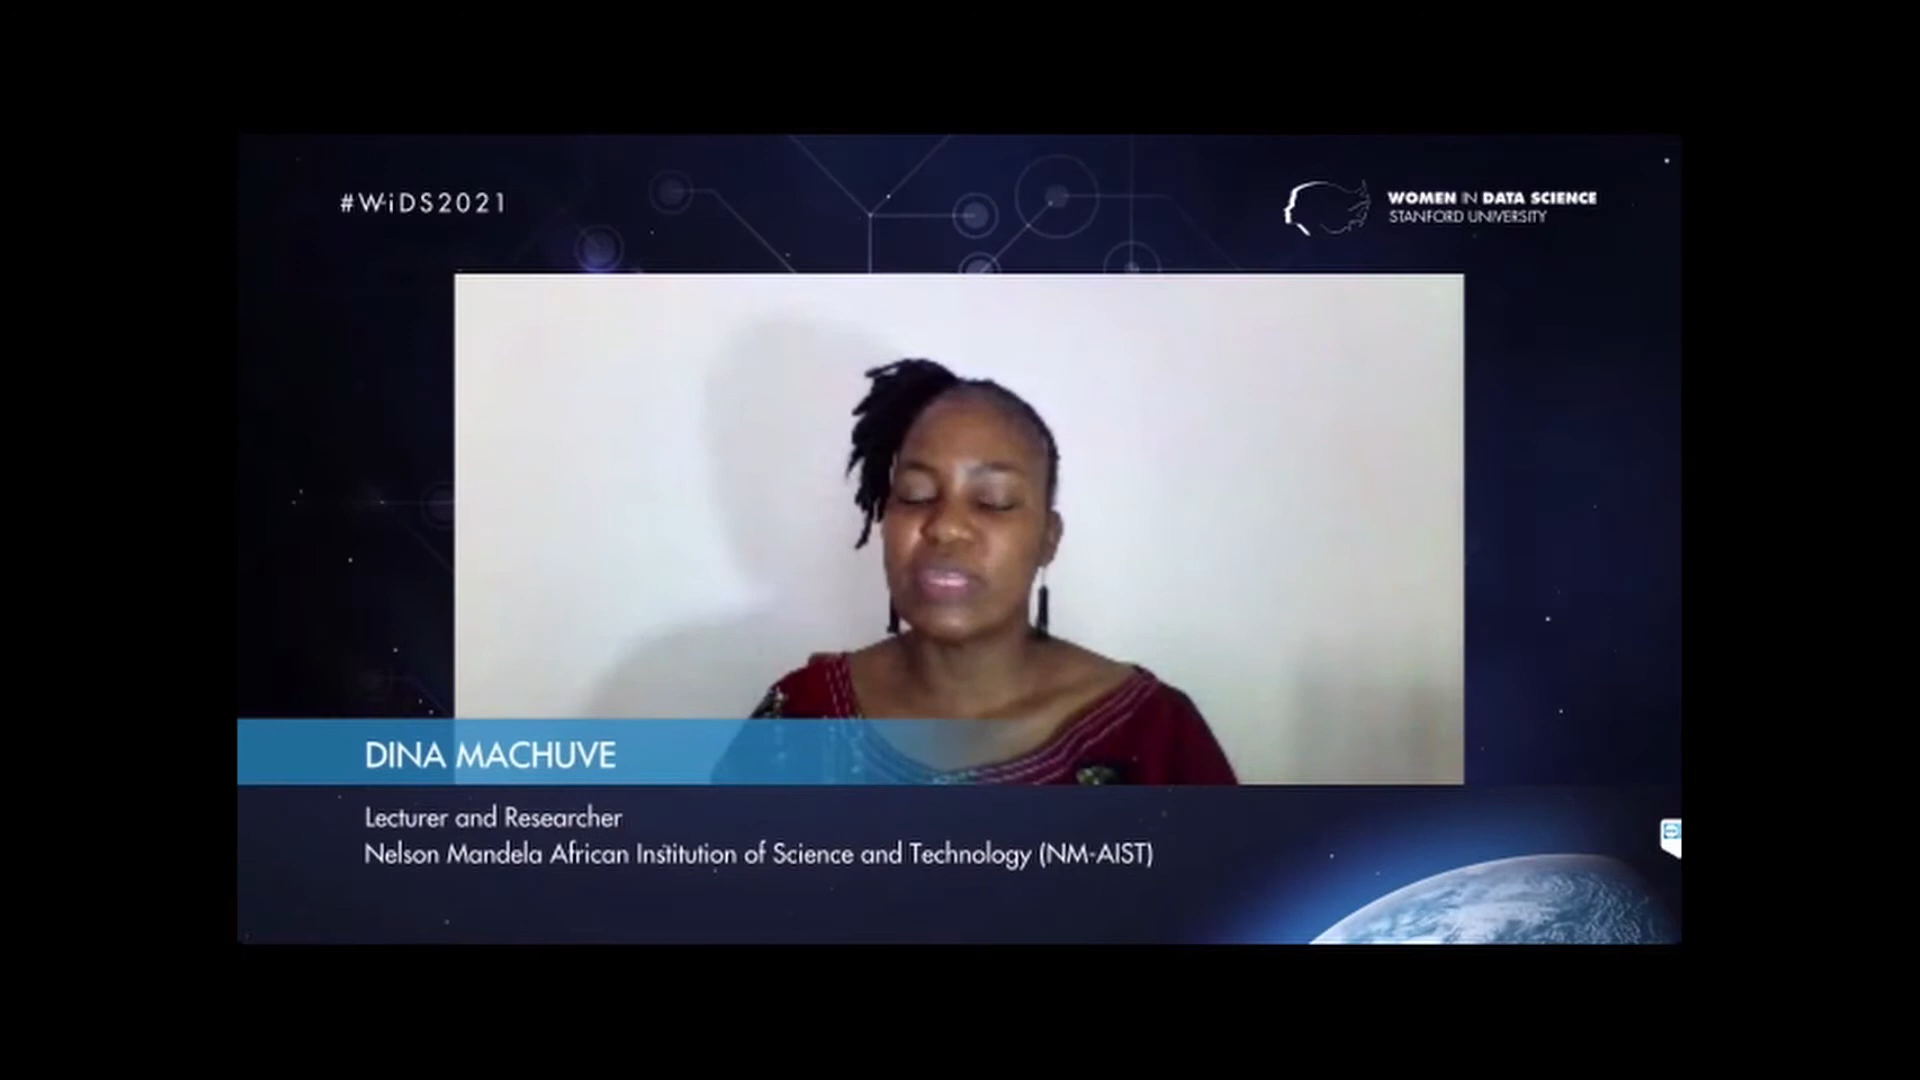 #WiDS2021
WOMEN IN DATA SCIENCE
STANFORD UNIVERSITY
DINA MACHUVE
Lecturer and Researcher
Nelson Mandela African Institution of Science and Technology (NM-AIST)